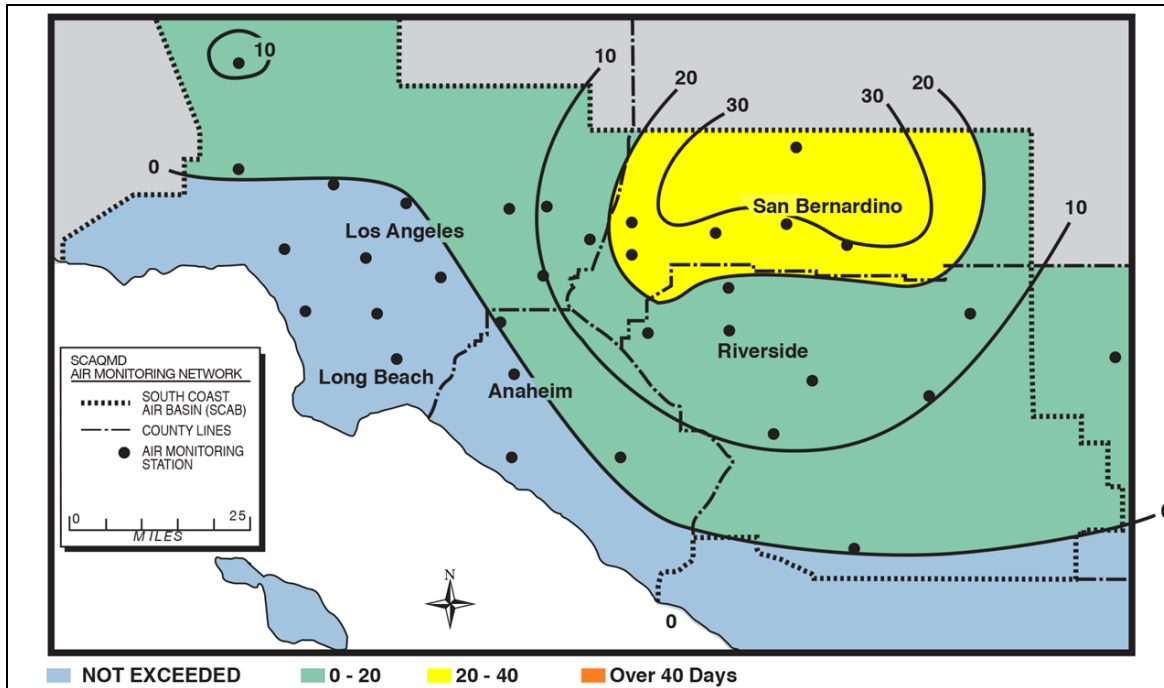 10
10
20
30
30
20
0
San Bernardino
10
Los Angeles
SCAQMD
AIR MONITORING NETWORK
SOUTH COAST
AIR BASIN (SCAB)
COUNTY LINES
AIR MONITORING
STATION
0 25
MILES
Long Beach
Anaheim
Riverside
N
0
NOT EXCEEDED 0 - 20 20 - 40 Over 40 Days